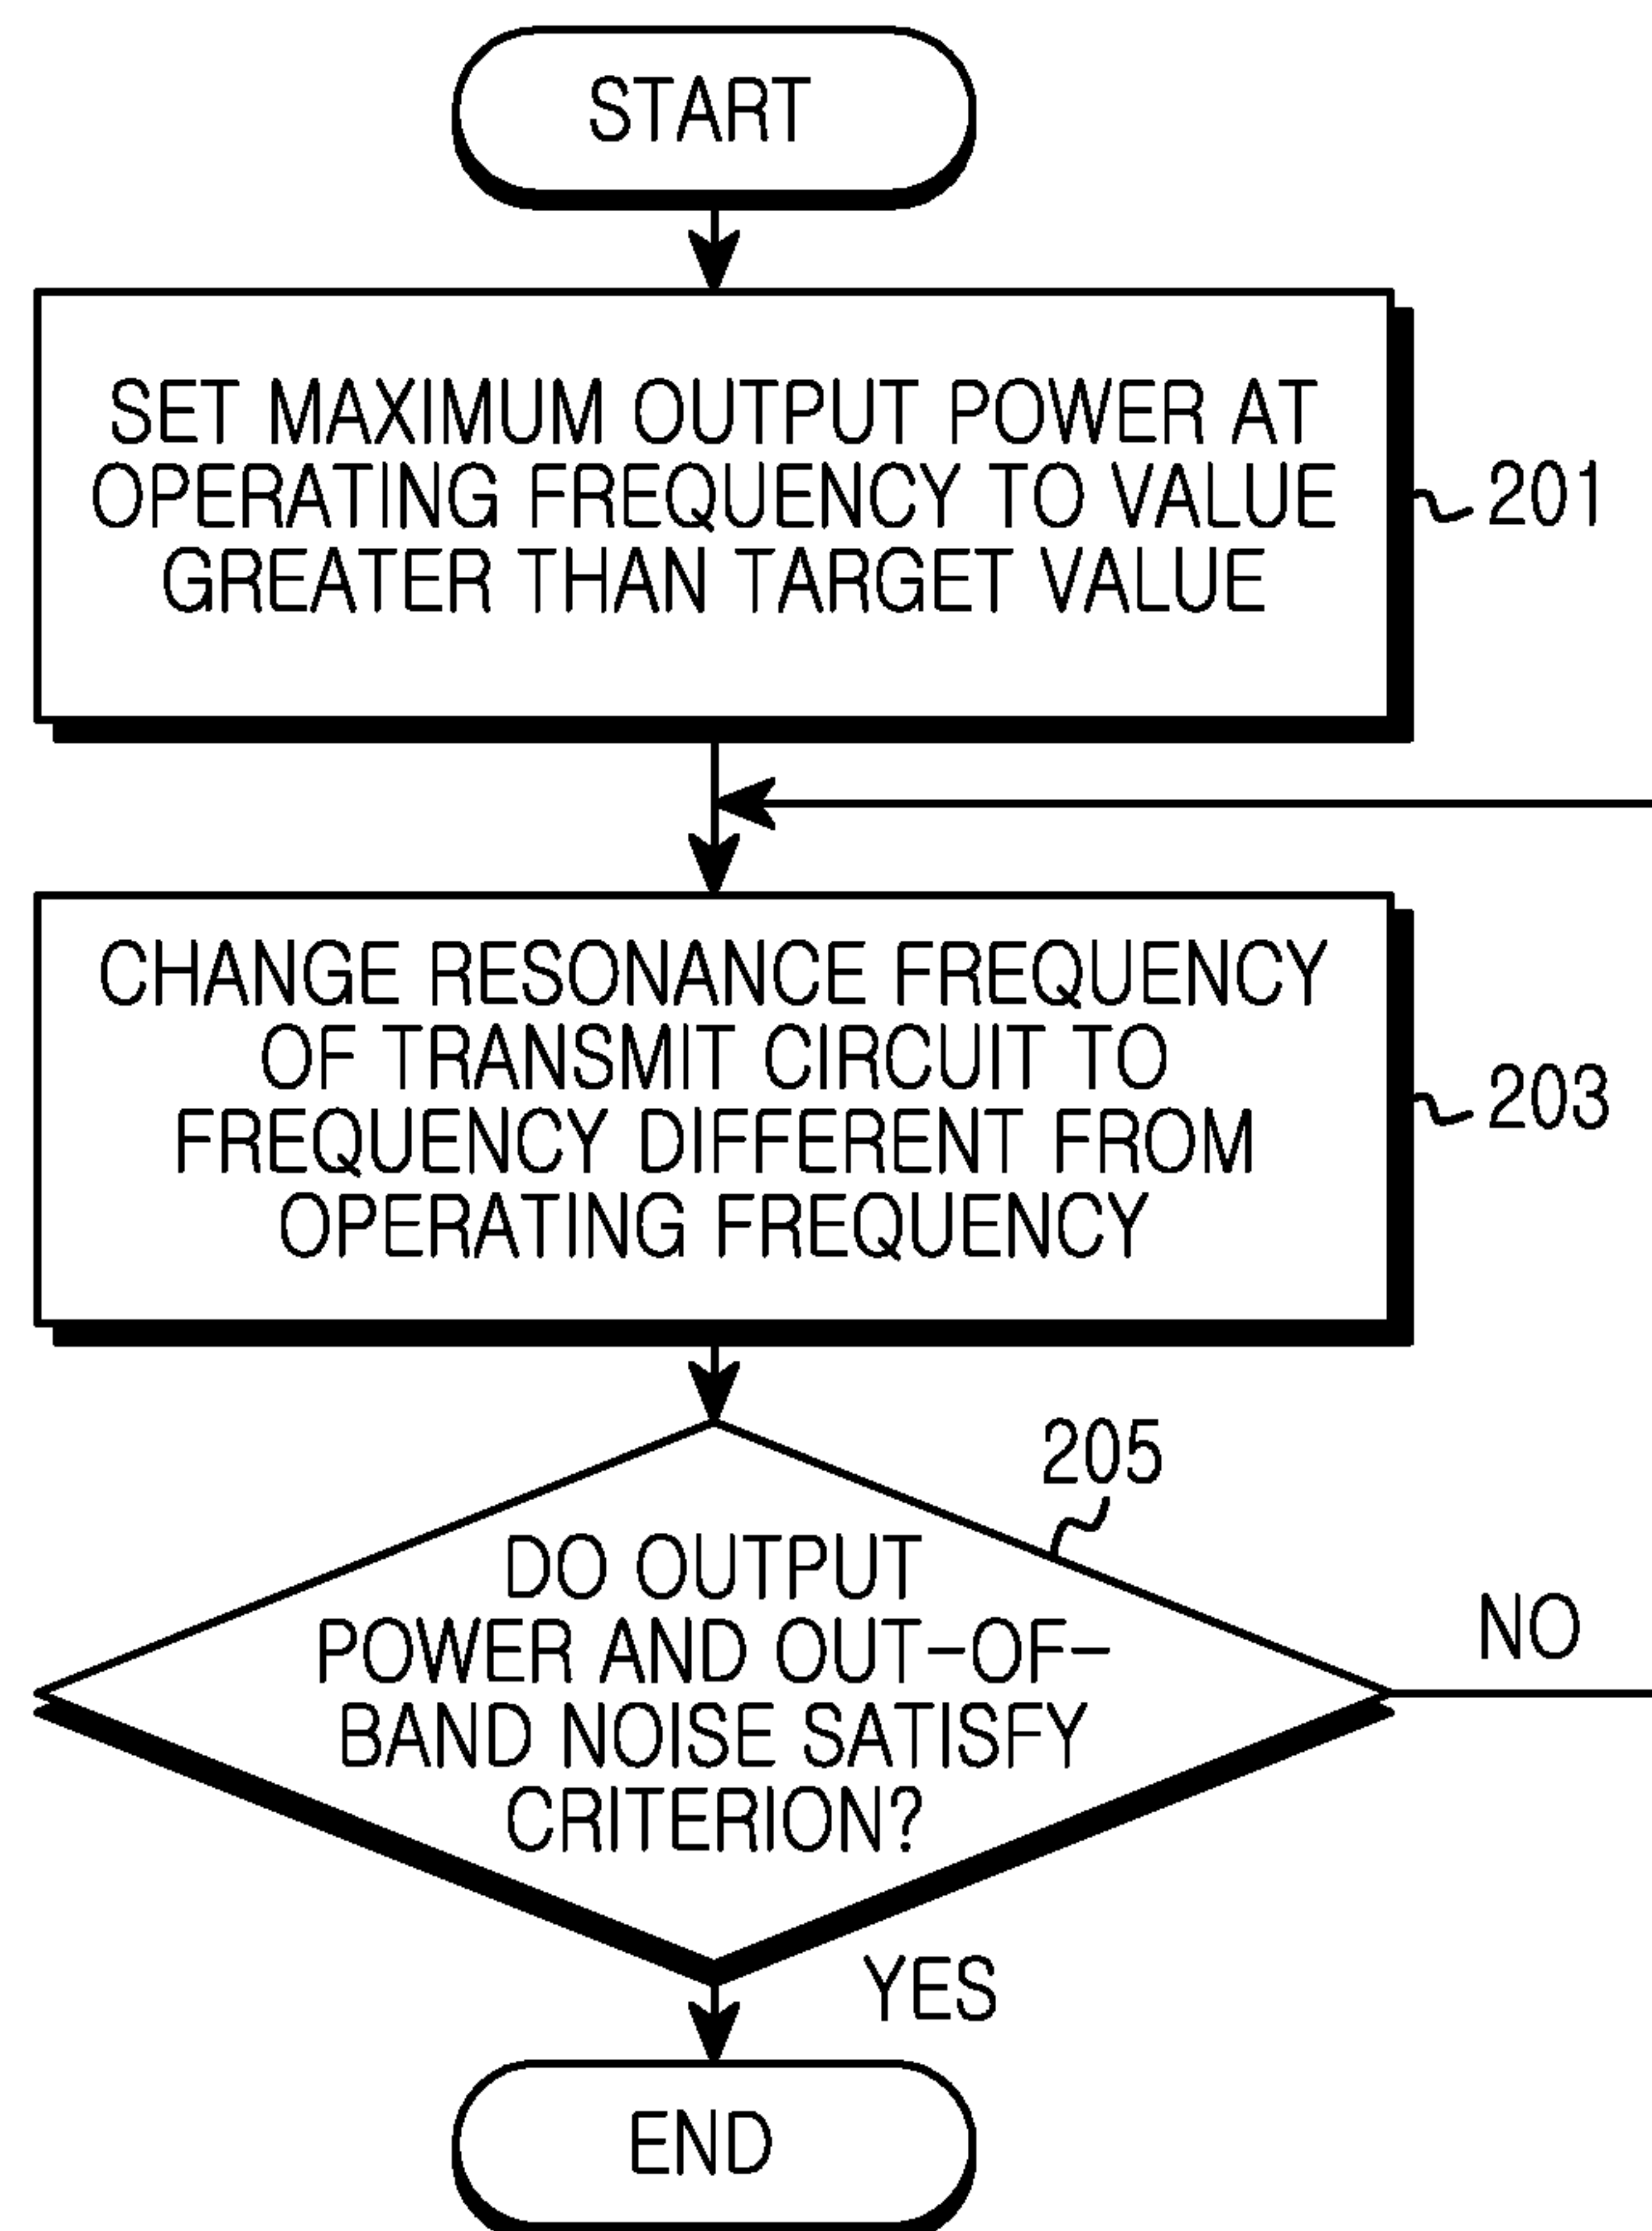 START
SET MAXIMUM OUTPUT POWER AT
OPERATING FREQUENCY TO VALUE
GREATER THAN TARGET VALUE
201
CHANGE RESONANCE FREQUENCY
OF TRANSMIT CIRCUIT TO
FREQUENCY DIFFERENT FROM
OPERATING FREQUENCY
203
205
DO OUTPUT
POWER AND OUT-OF-
BAND NOISE SATISFY
CRITERION?
NO
YES
END